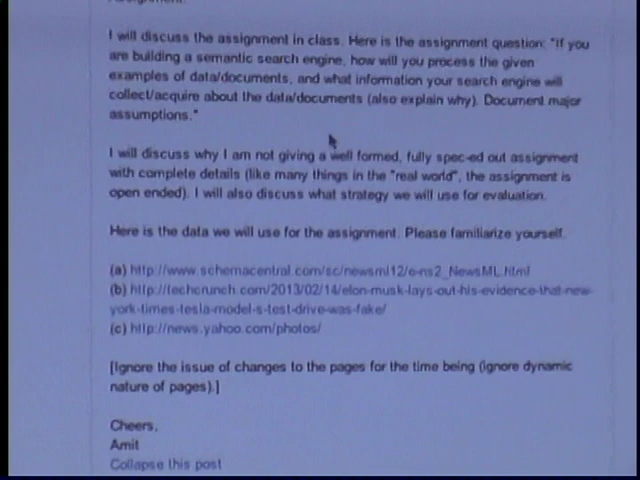 Assignment:
I will discuss the assignment in class. Here is the assignment question: "If you
are building a semantic search engine, how will you process the given
examples of data/documents, and what information your search engine will
collect/acquire about the data/documents (also explain why). Document major
assumptions."
I will discuss why I am not giving a well formed, fully spec-ed out assignment
with complete details (like many things in the "real world", the assignment is
open ended). I will also discuss what strategy we will use for evaluation.
Here is the data we will use for the assignment. Please familiarize yourself.
(a) http://www.schemacentral.com/sc/newsml12/e-ns2_NewsML.html
(b) http://techcrunch.com/2013/02/14/elon-musk-lays-out-his-evidence-that-new-
york-times-tesla-model-s-test-drive-was-fake/
(c) http://news.yahoo.com/photos/
[Ignore the issue of changes to the pages for the time being (ignore dynamic
nature of pages).]
Cheers,
Amit
Collapse this post